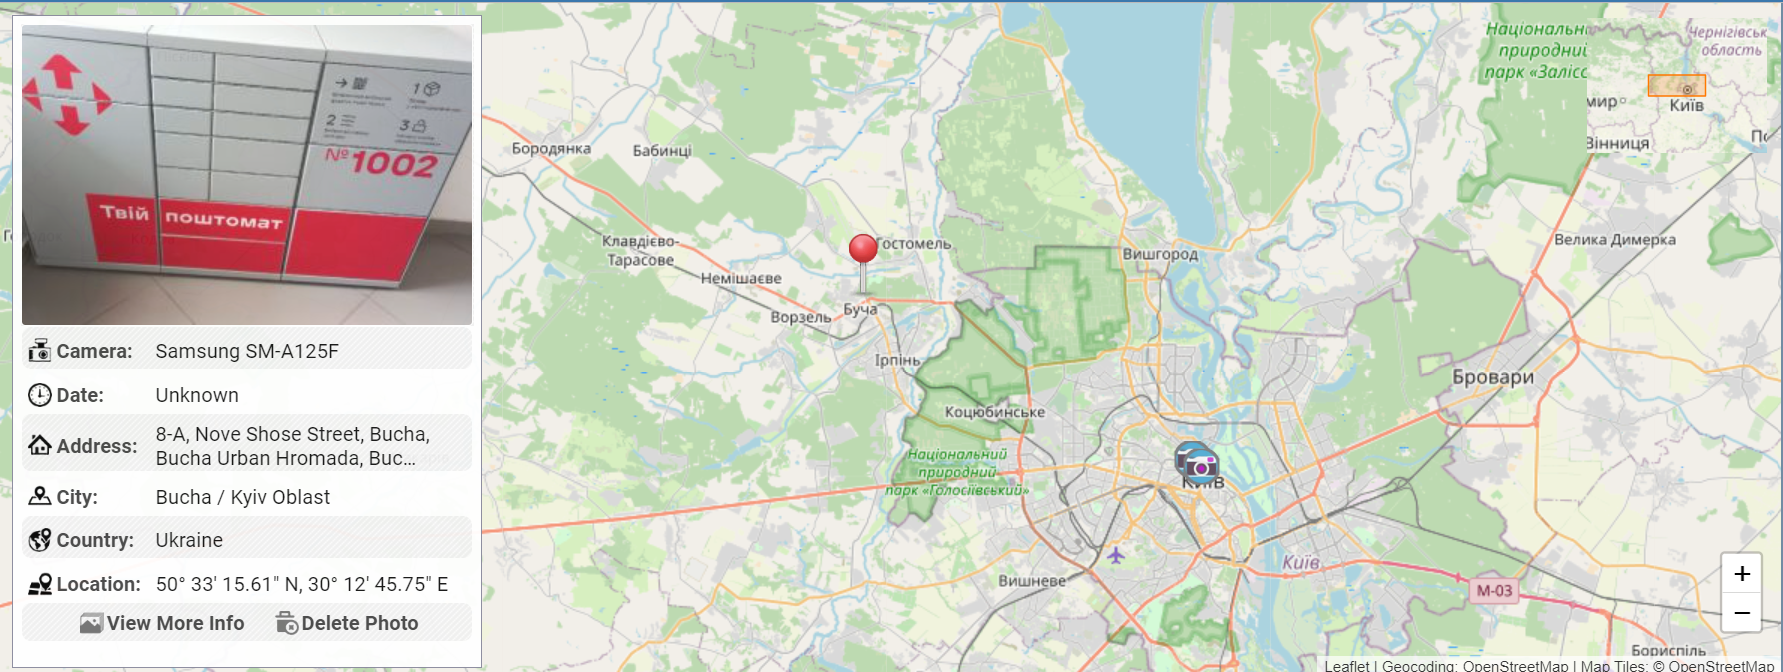 №1002
1
2
3
Твій поштомат
Camera: Samsung SM-A125F
Date: Unknown
Address: 8-A, Nove Shose Street, Bucha,
Bucha Urban Hromada, Buc...
City: Bucha / Kyiv Oblast
Country: Ukraine
Location: 50° 33' 15.61" N, 30° 12' 45.75" E
View More Info Delete Photo
Бородянка
Бабинці
Клавдієво-
Тарасове
Немішаєве
Гостомель
Ворзель
Буча
Ірпінь
Коцюбинське
Національний
природний
парк «Голосіївський»
Вишгород
Велика Димерка
Бровари
Київ
Київ
Вишневе
М-03
Бориспіль
Національн
природний
парк «Заліс
Чернігівськ
область
мир
Київ
Вінниця
+
−
Leaflet | Geocoding: OpenStreetMap | Map Tiles: © OpenStreetMap